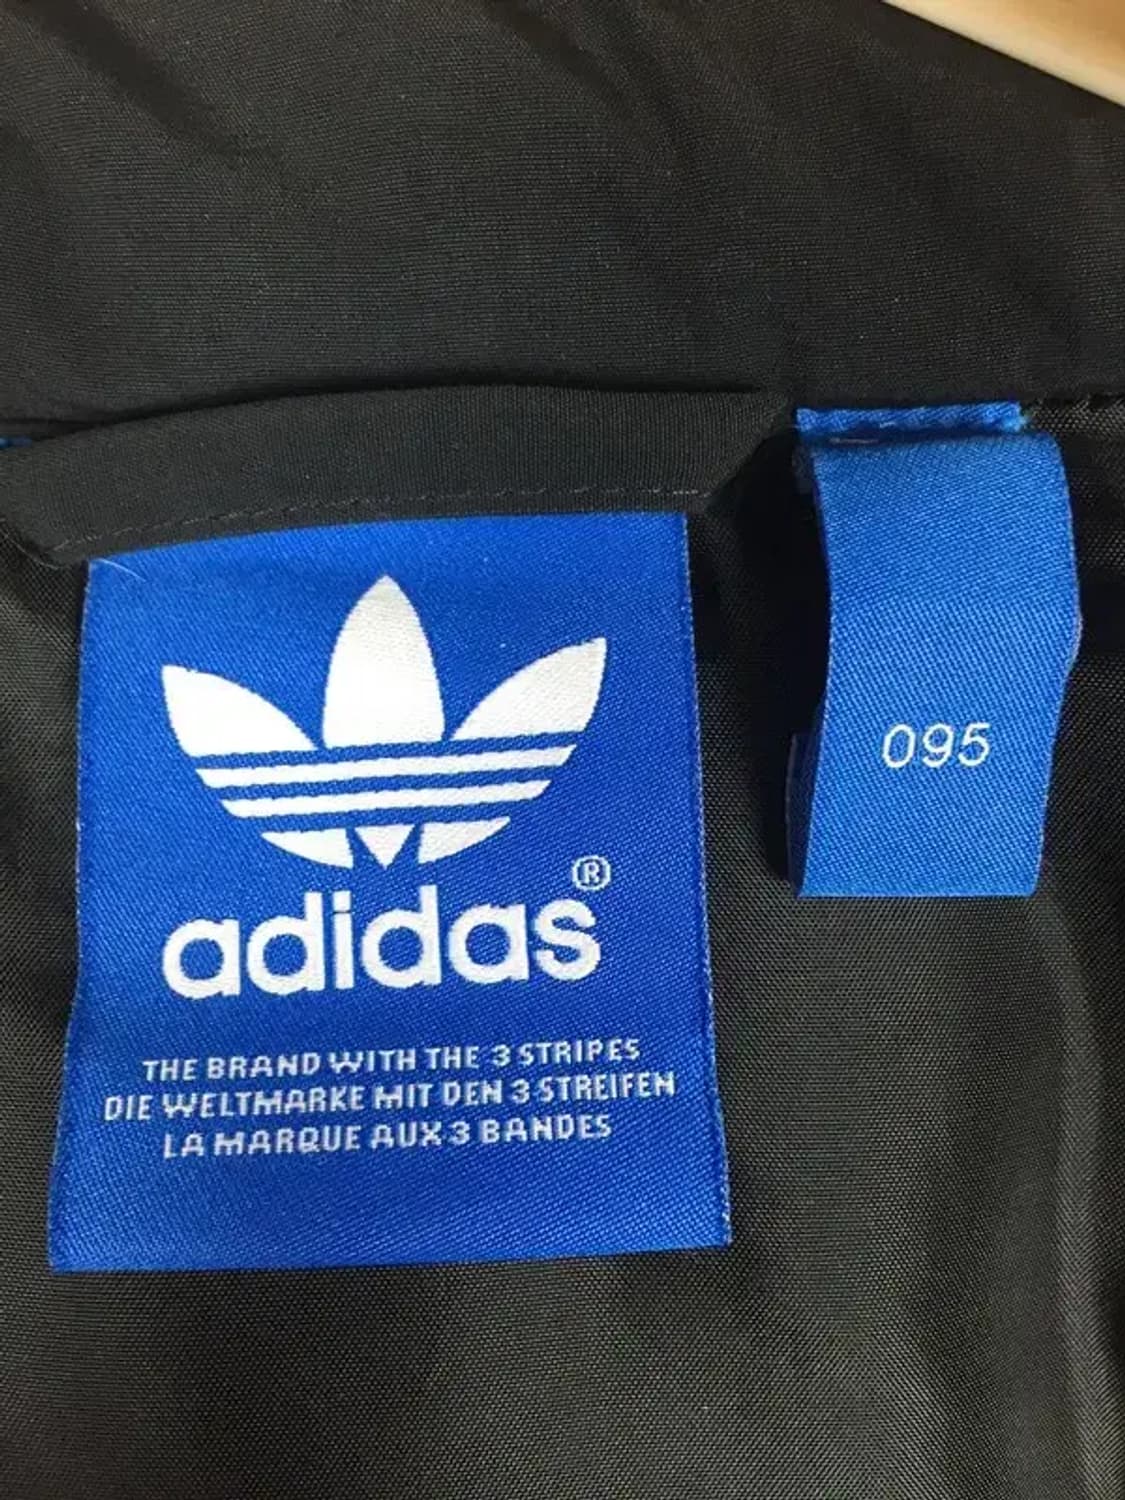 adidas®
THE BRAND WITH THE 3 STRIPES
DIE WELTMARKE MIT DEN 3 STREIFEN
LA MARQUE AUX 3 BANDES
095